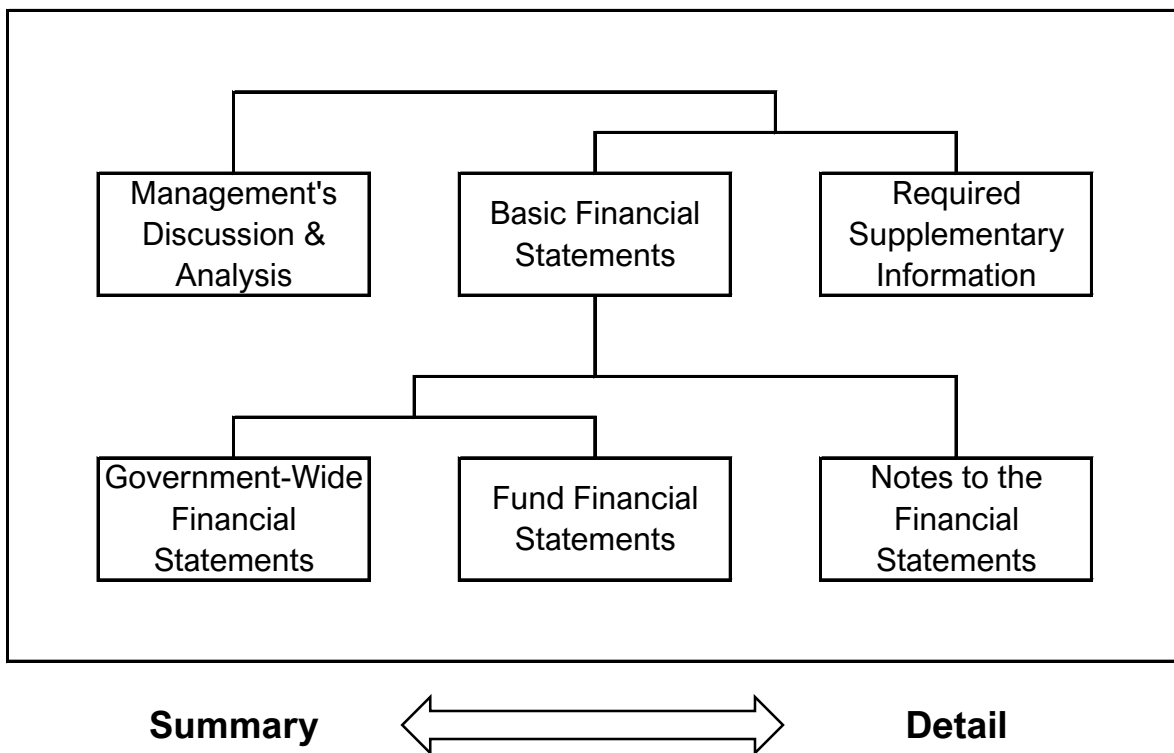 Management's
Discussion &
Analysis
Basic Financial
Statements
Required
Supplementary
Information
Government-Wide
Financial
Statements
Fund Financial
Statements
Notes to the
Financial
Statements
Summary
Detail